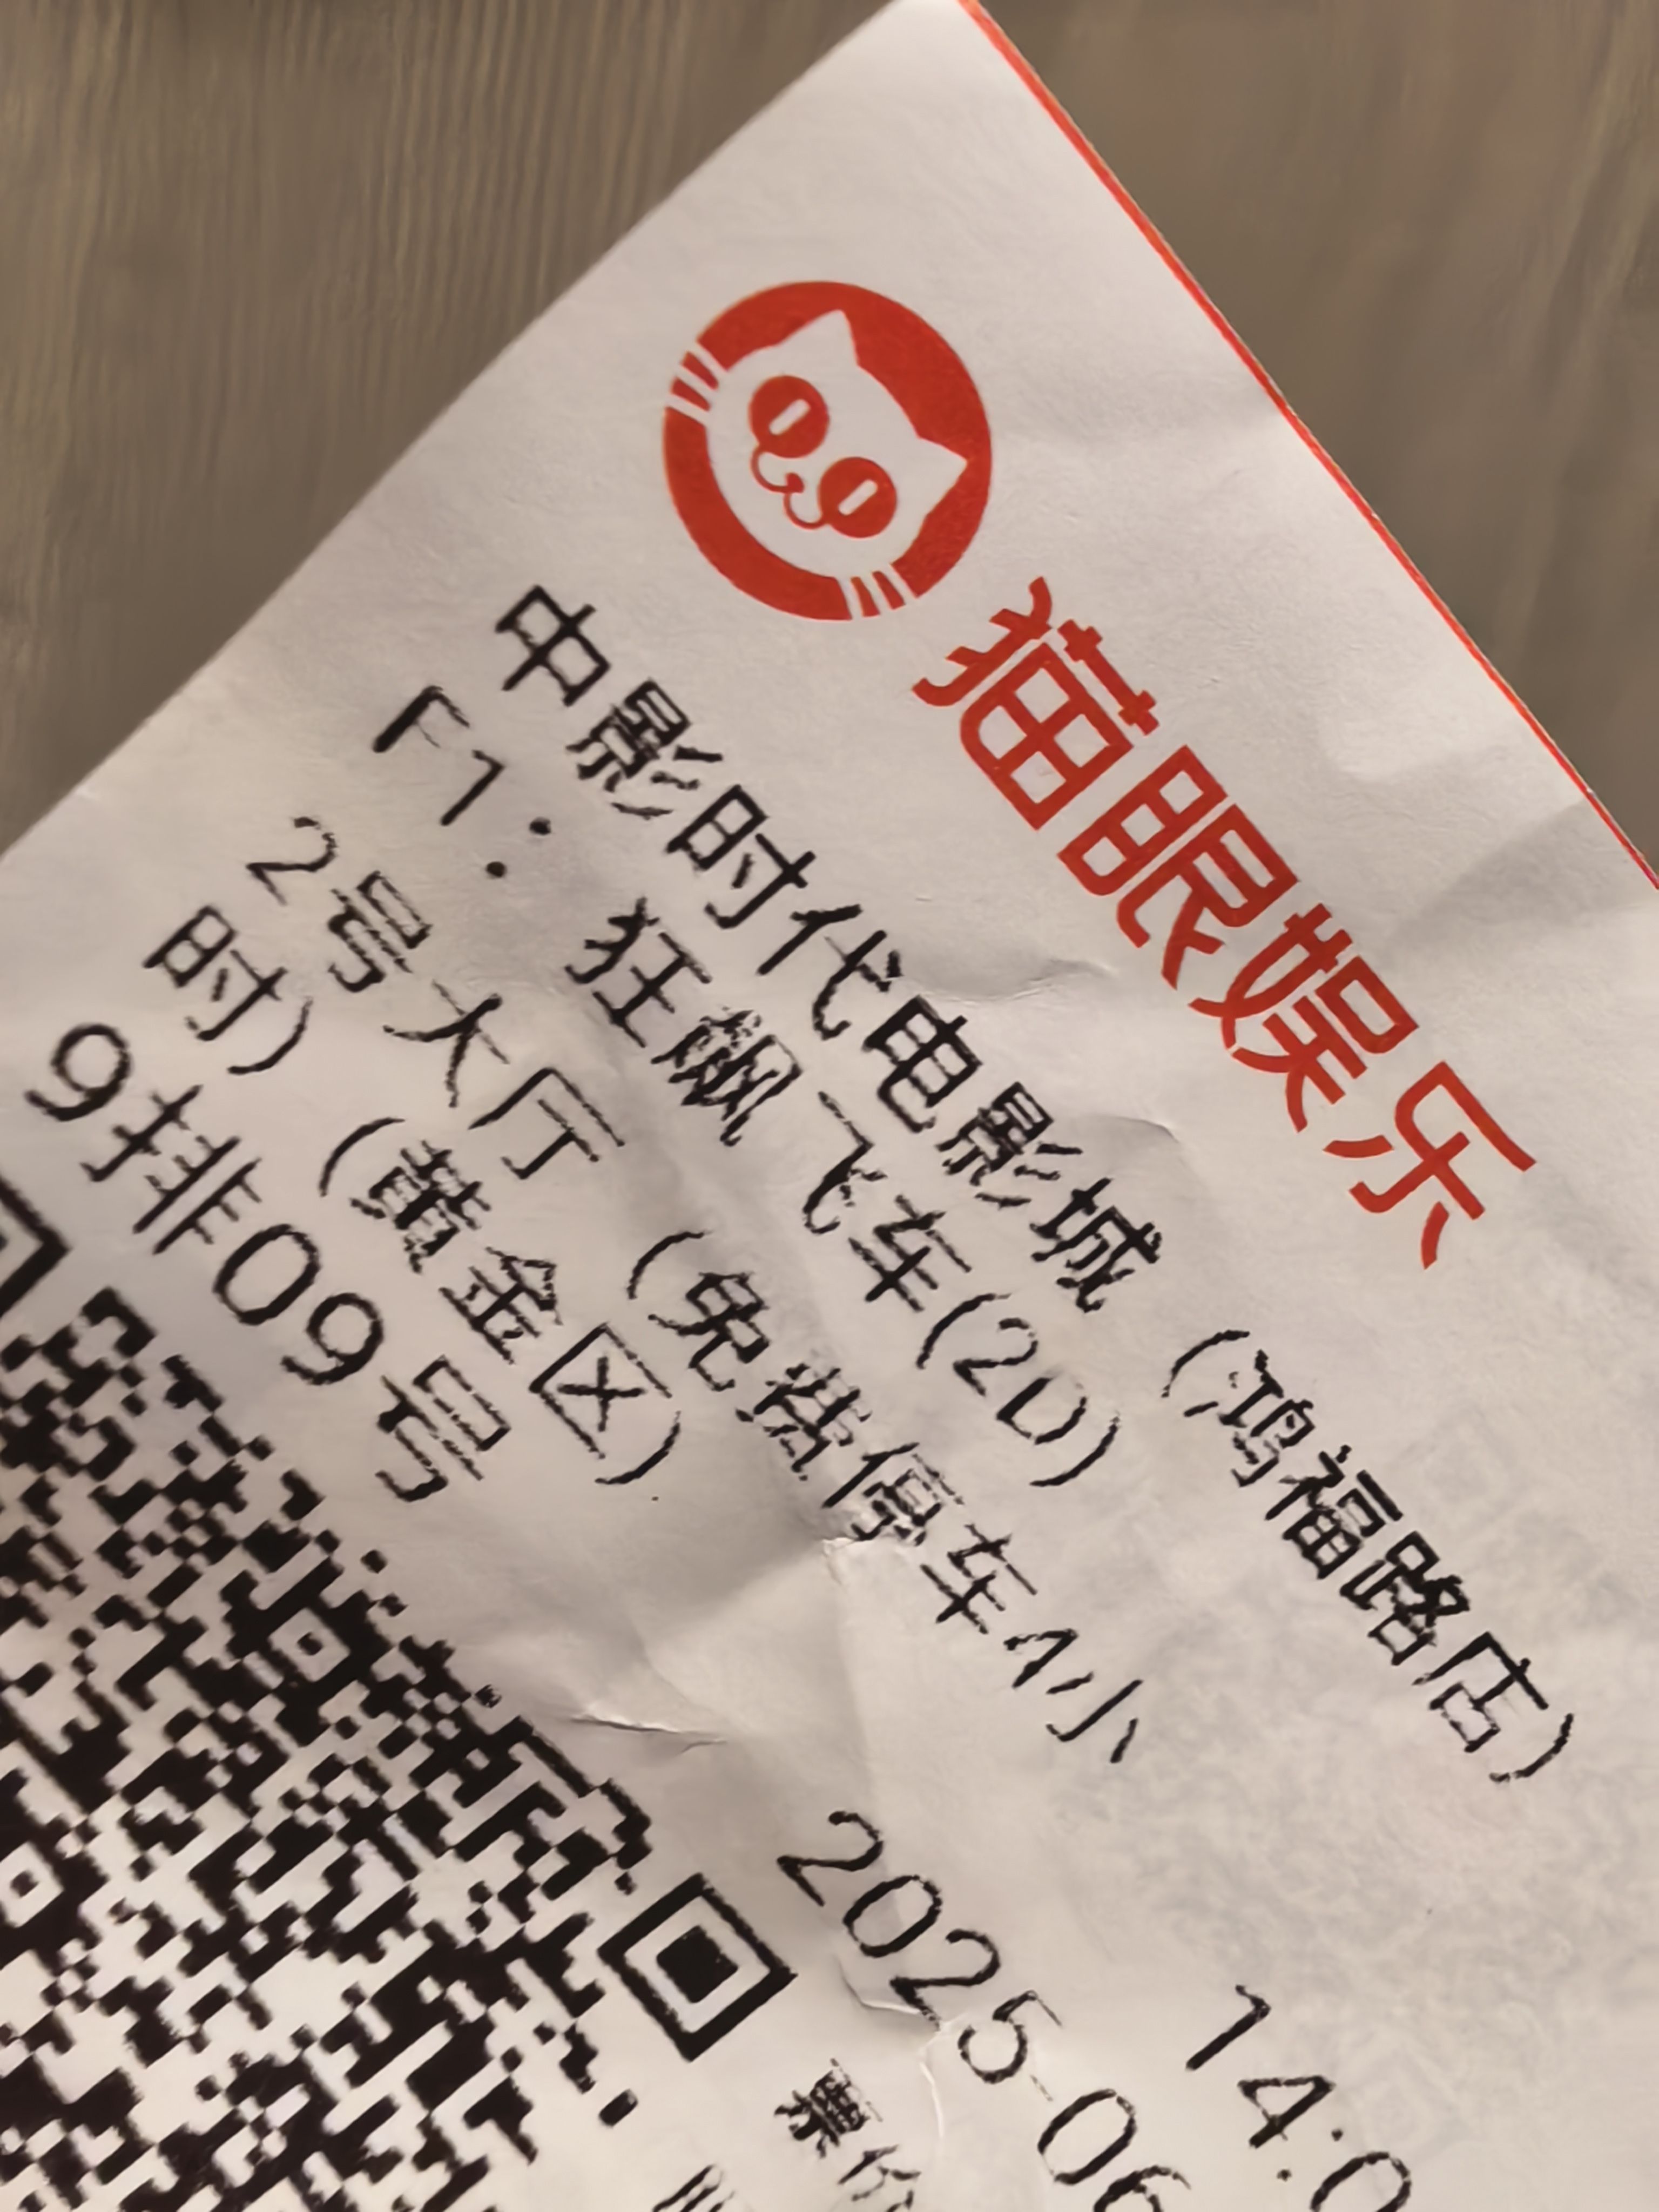 猫眼娱乐
中影时代电影城（鸿福路店）
F1：狂飙飞车(2D)
2号大厅（免费停车4小
时）（黄金区）
9排09号
2025-06
14:0
票价